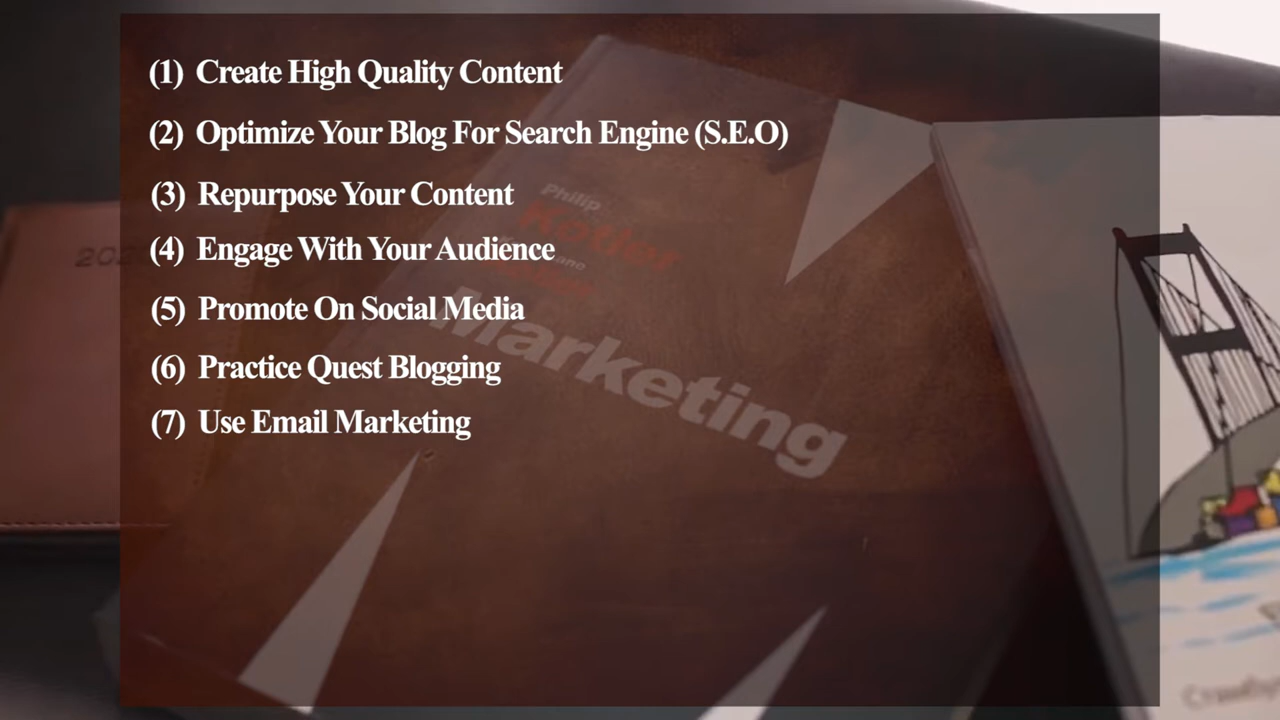 (1) Create High Quality Content
(2) Optimize Your Blog For Search Engine (S.E.O)
(3) Repurpose Your Content
(4) Engage With Your Audience
(5) Promote On Social Media
(6) Practice Quest Blogging
(7) Use Email Marketing
Philip
Kotler
Marketing